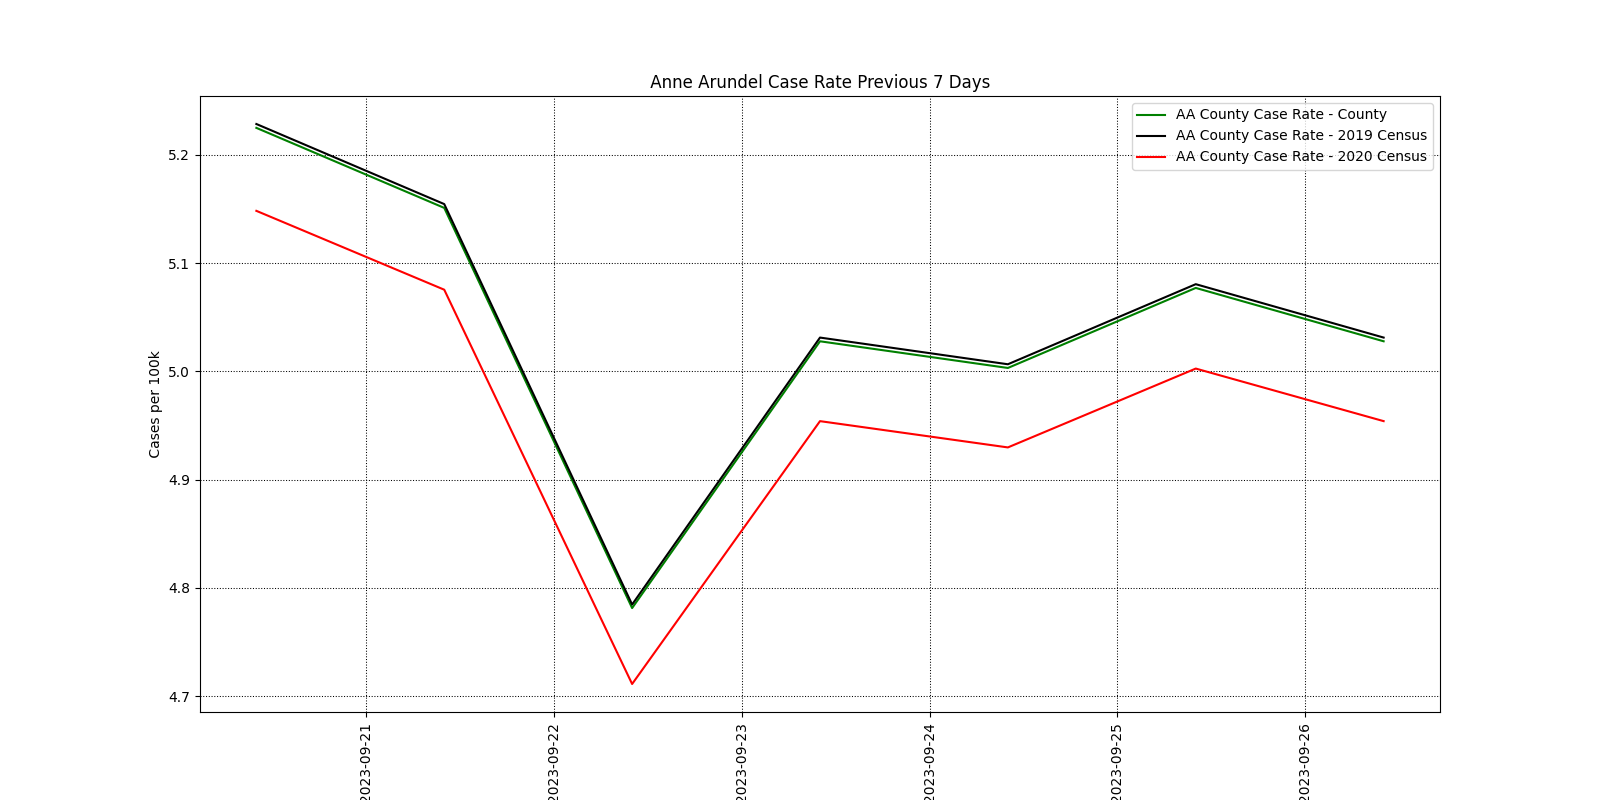 Anne Arundel Case Rate Previous 7 Days
AA County Case Rate - County
AA County Case Rate - 2019 Census
AA County Case Rate - 2020 Census
Cases per 100k
5.2
5.1
5.0
4.9
4.8
4.7
2023-09-21
2023-09-22
2023-09-23
2023-09-24
2023-09-25
2023-09-26